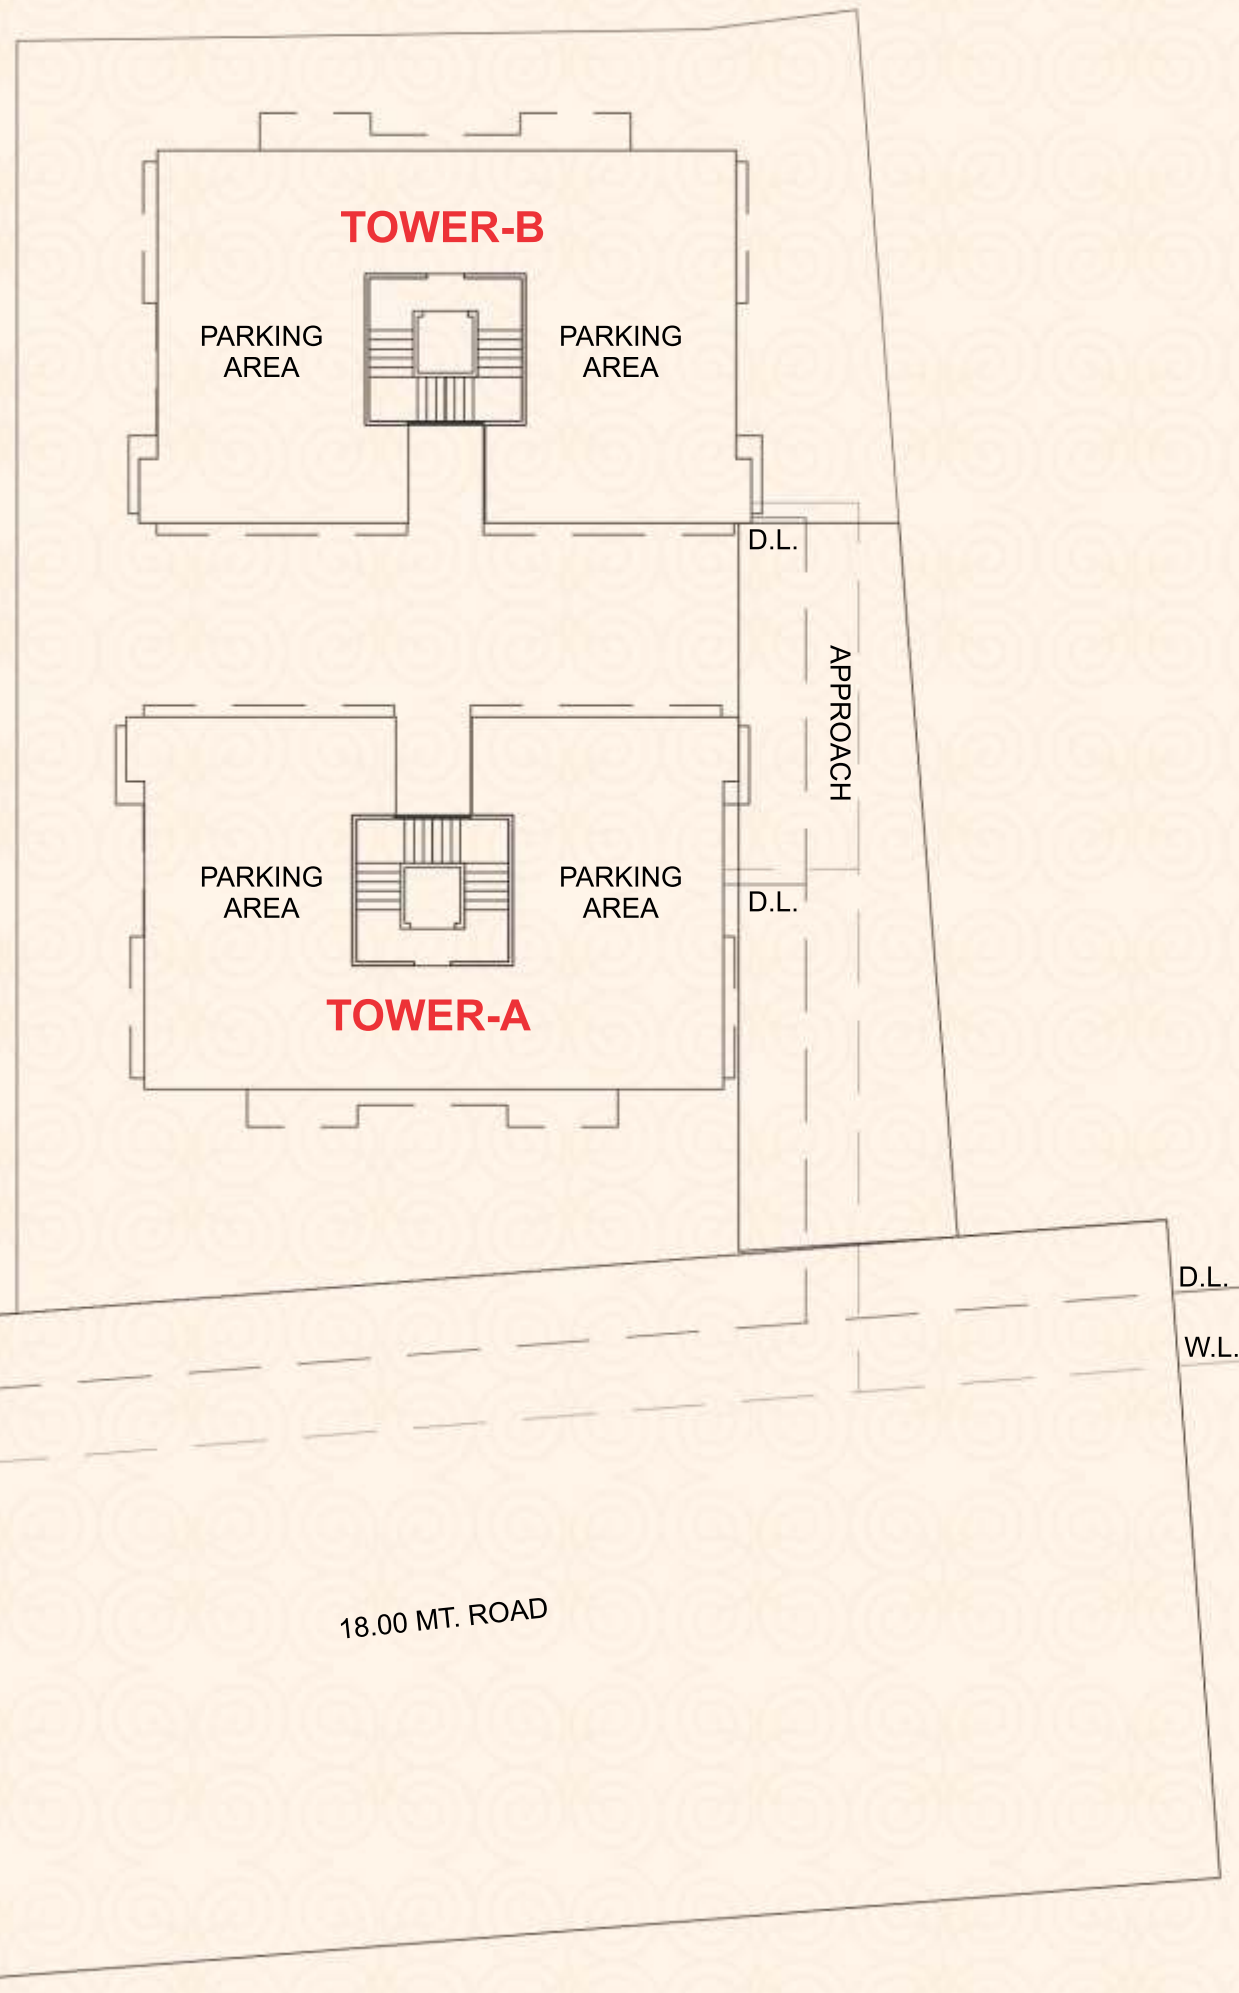 TOWER-B
PARKING
AREA
PARKING
AREA
D.L.
APPROACH
PARKING
AREA
PARKING
AREA
D.L.
TOWER-A
D.L.
W.L.
18.00 MT. ROAD